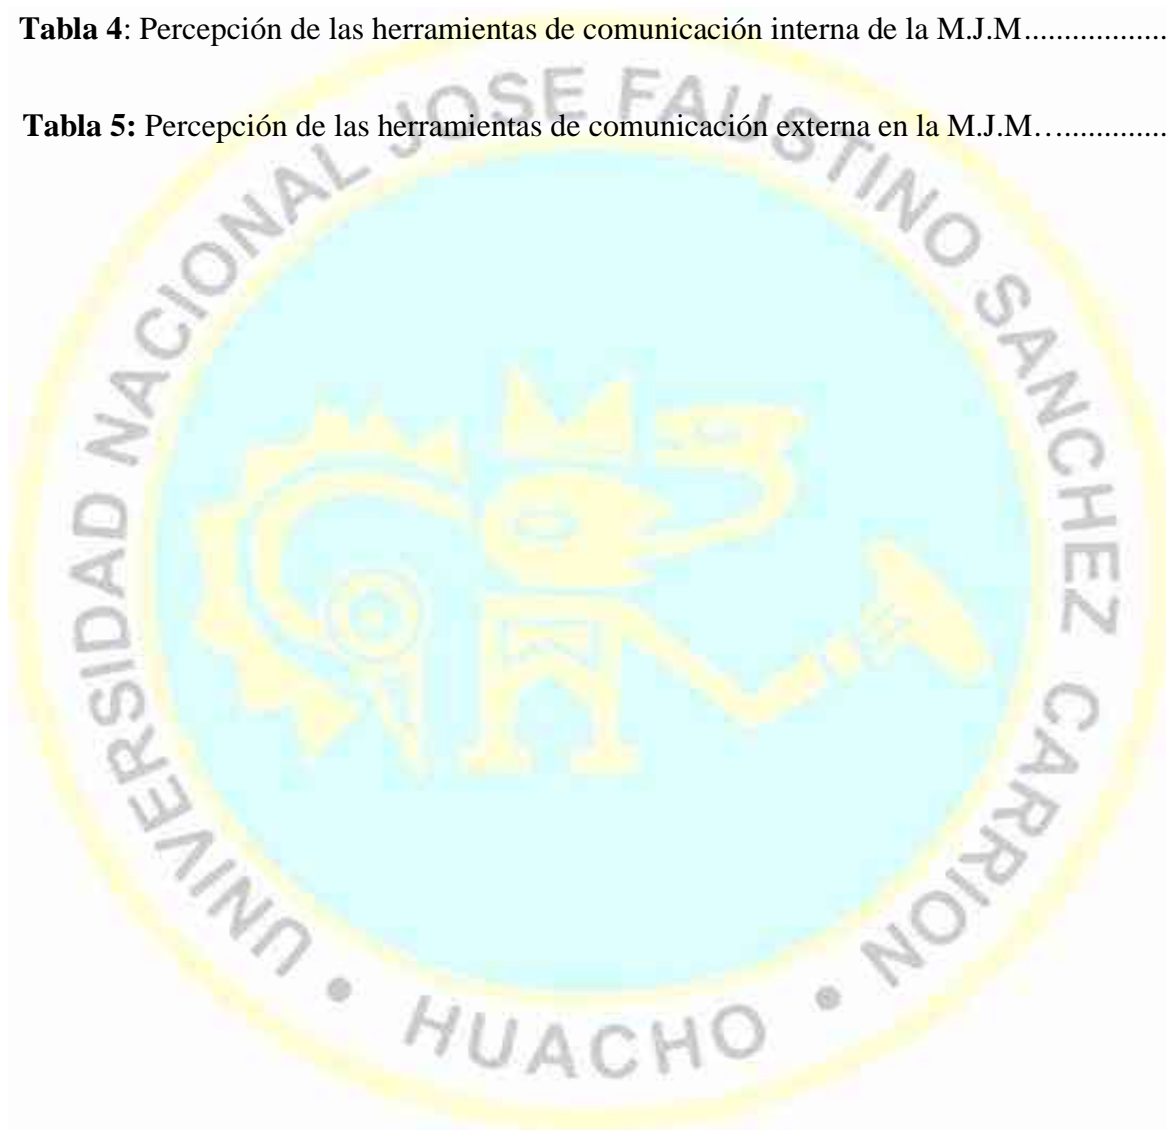 Tabla 4: Percepción de las herramientas de comunicación interna de la M.J.M..................
Tabla 5: Percepción de las herramientas de comunicación externa en la M.J.M….............
UNIVERSIDAD NACIONAL JOSE FAUSTINO SANCHEZ CARRION • HUACHO •